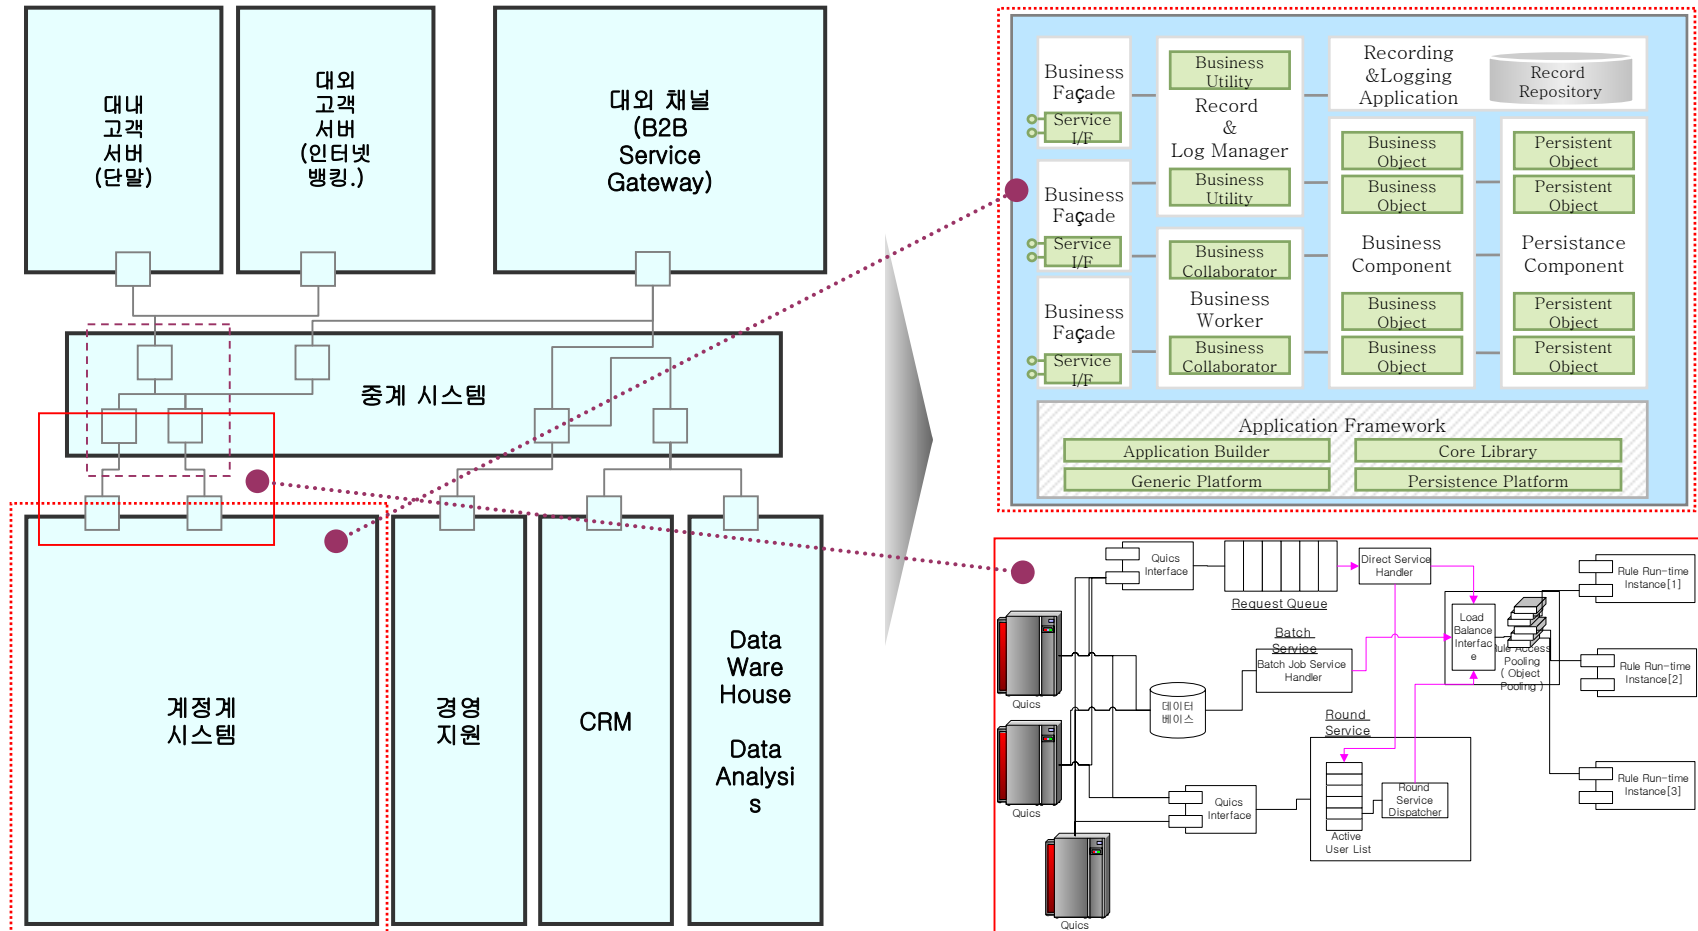 대내
고객
서버
(단말)
대외
고객
서버
(인터넷
뱅킹.)
대외 채널
(B2B
Service
Gateway)
중계 시스템
계정계
시스템
경영
지원
CRM
Data
Ware
House
Data
Analysi
s
Business
Façade
Service
I/F
Business
Façade
Service
I/F
Business
Façade
Service
I/F
Business
Utility
Record
&
Log Manager
Business
Utility
Business
Collaborator
Business
Worker
Business
Collaborator
Recording
&Logging
Application
Record
Repository
Business
Object
Business
Object
Business
Component
Business
Object
Business
Object
Persistent
Object
Persistent
Object
Persistance
Component
Persistent
Object
Persistent
Object
Application Framework
Application Builder
Core Library
Generic Platform
Persistence Platform
Quics
Interface
Request Queue
Direct Service
Handler
Rule Run-time
Instance[1]
Load
Balance
Interfac
e
ule Access
Pooling
( Object
Pooling )
Batch
Service
Batch Job Service
Handler
Rule Run-time
Instance[2]
Quics
데이터
베이스
Round
Service
Quics
Quics
Interface
Round
Service
Dispatcher
Active
User List
Rule Run-time
Instance[3]
Quics